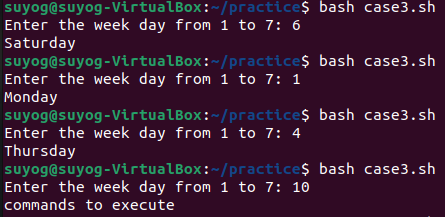 suyog@suyog-VirtualBox:~/practice$ bash case3.sh
Enter the week day from 1 to 7: 6
Saturday
suyog@suyog-VirtualBox:~/practice$ bash case3.sh
Enter the week day from 1 to 7: 1
Monday
suyog@suyog-VirtualBox:~/practice$ bash case3.sh
Enter the week day from 1 to 7: 4
Thursday
suyog@suyog-VirtualBox:~/practice$ bash case3.sh
Enter the week day from 1 to 7: 10
commands to execute